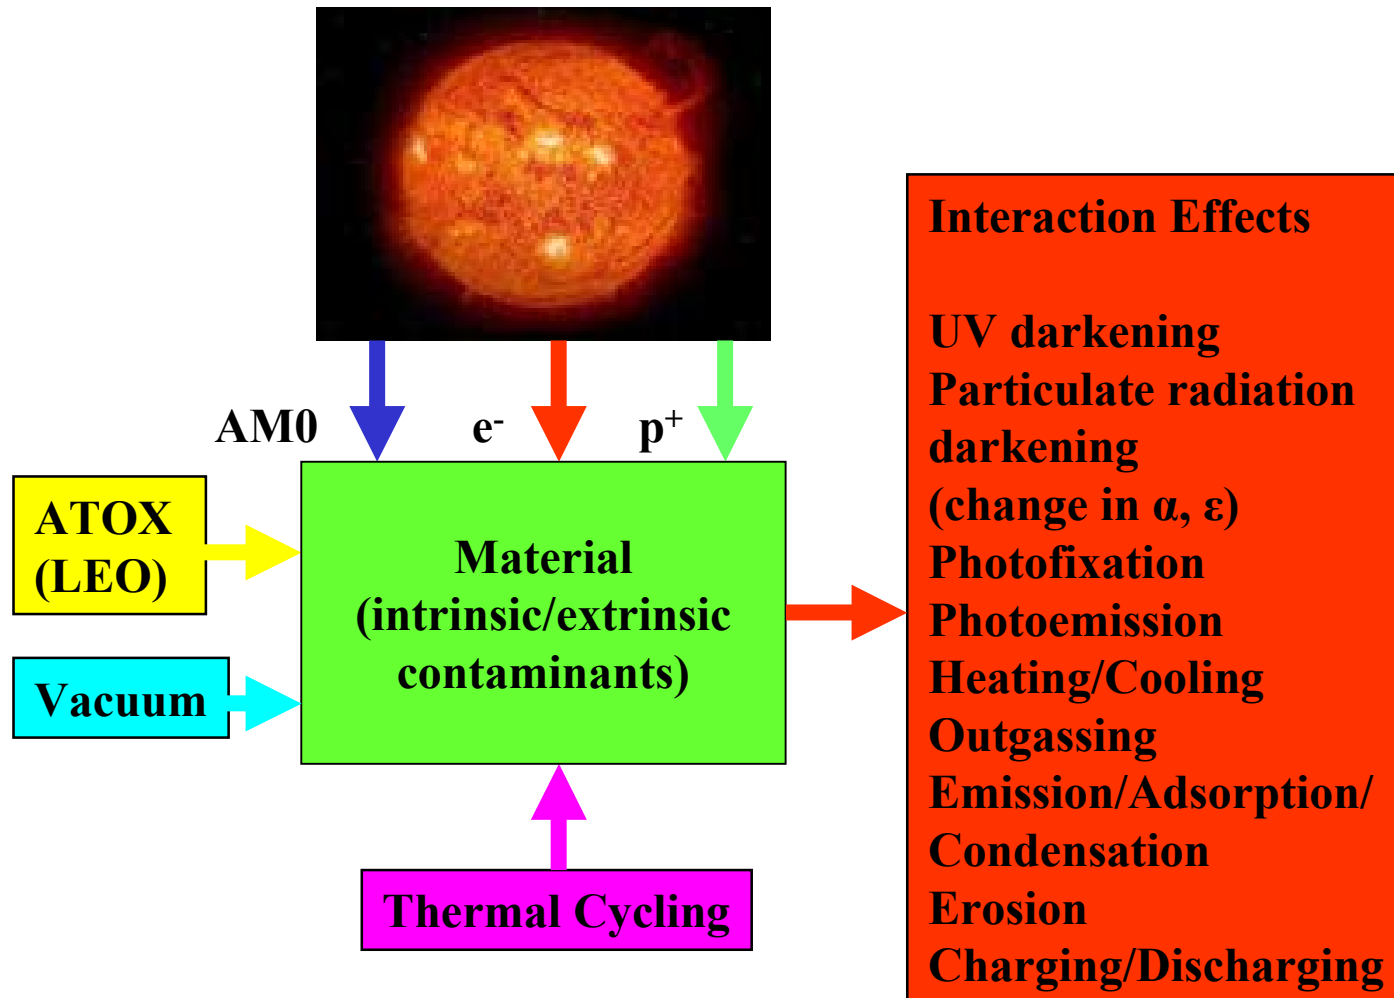 AM0
e-
p+
ATOX
(LEO)
Vacuum
Material
(intrinsic/extrinsic
contaminants)
Thermal Cycling
Interaction Effects
UV darkening
Particulate radiation
darkening
(change in α, ε)
Photofixation
Photoemission
Heating/Cooling
Outgassing
Emission/Adsorption/
Condensation
Erosion
Charging/Discharging